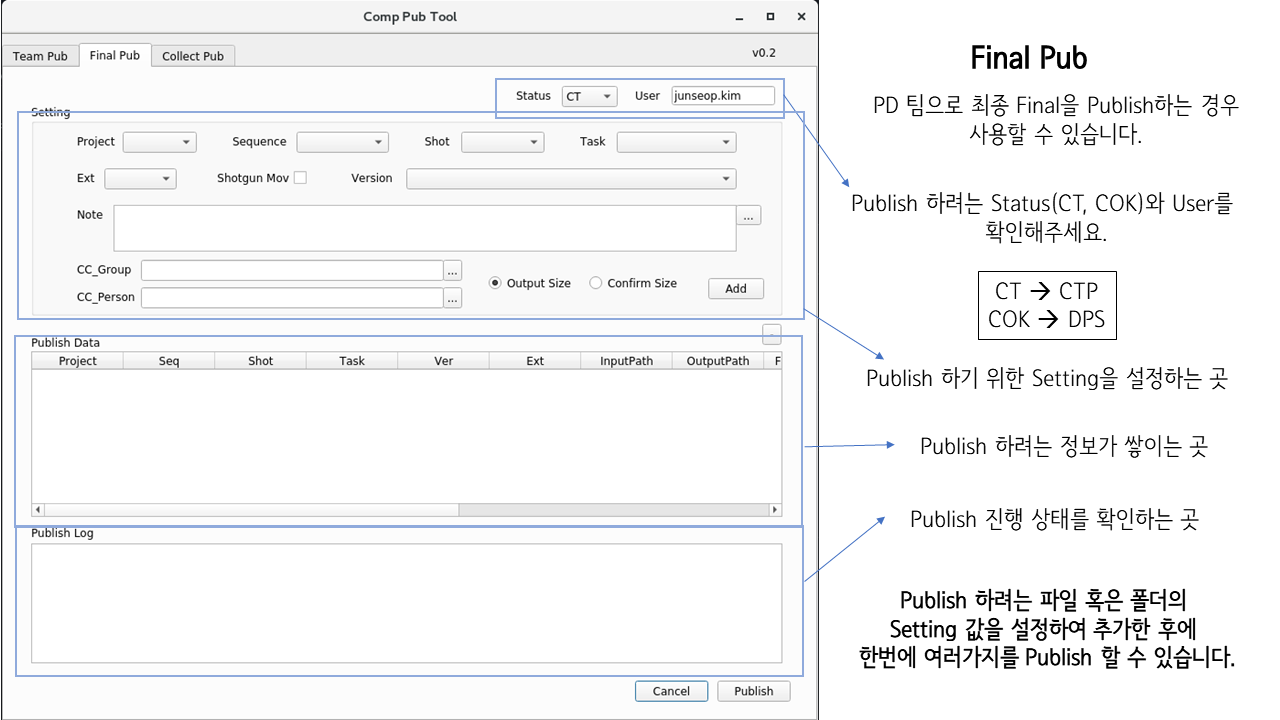 Comp Pub Tool
Team Pub
Final Pub
Collect Pub
v0.2
Status
CT
User
junseop.kim
Setting
Project
Sequence
Shot
Task
Ext
Shotgun Mov
Version
Note
...
CC_Group
...
CC_Person
...
Output Size
Confirm Size
Add
-
Publish Data
Project
Seq
Shot
Task
Ver
Ext
InputPath
OutputPath
F
Publish Log
Cancel
Publish
Final Pub
PD 팀으로 최종 Final을 Publish하는 경우
사용할 수 있습니다.
Publish 하려는 Status(CT, COK)와 User를
확인해주세요.
CT → CTP
COK → DPS
Publish 하기 위한 Setting을 설정하는 곳
Publish 하려는 정보가 쌓이는 곳
Publish 진행 상태를 확인하는 곳
Publish 하려는 파일 혹은 폴더의
Setting 값을 설정하여 추가한 후에
한번에 여러가지를 Publish 할 수 있습니다.